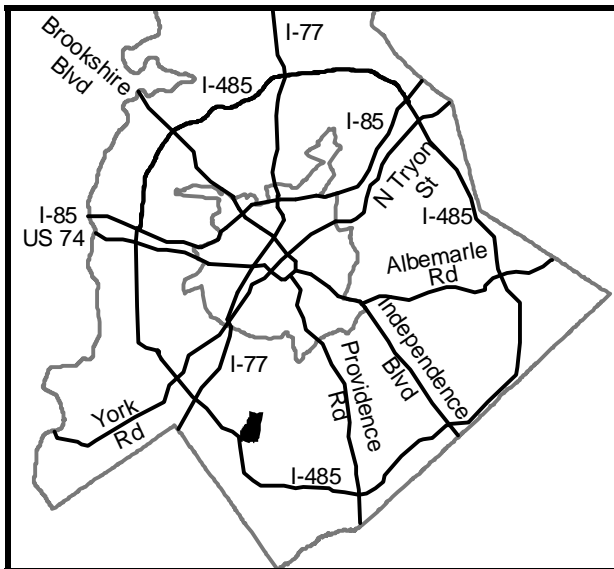 I-77
Brookshire
Blvd
I-485
I-85
N Tryon
St
I-85
I-485
US 74
Albemarle
Rd
Independence
Blvd
Providence
Rd
I-77
York
Rd
I-485